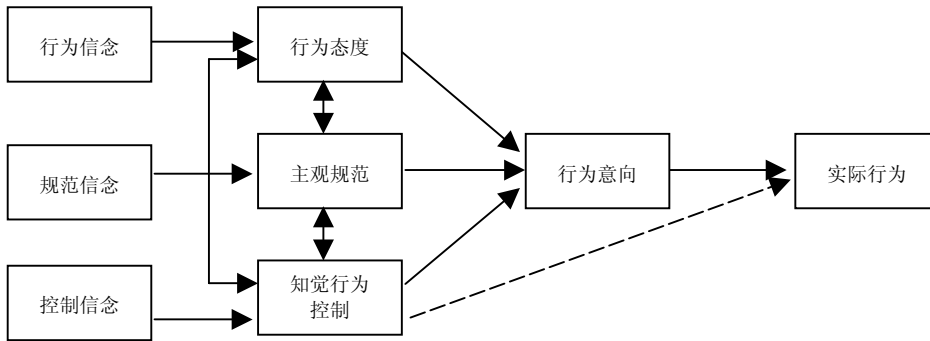 行为信念
行为态度
规范信念
主观规范
行为意向
实际行为
控制信念
知觉行为
控制